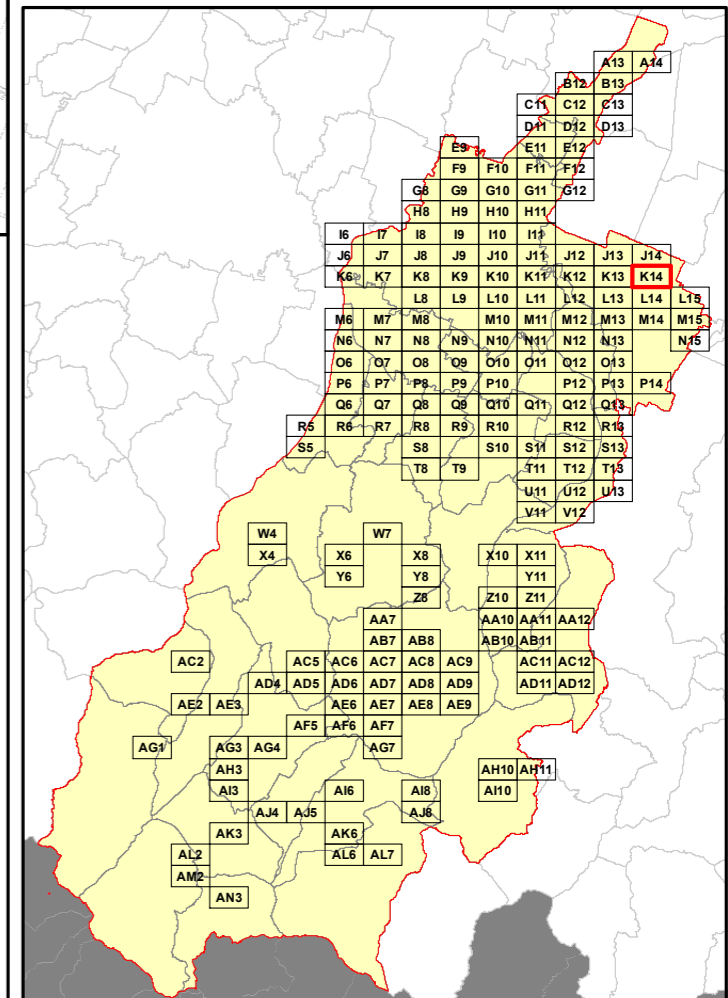 A13 A14
B12 B13
C11 C12 C13
D11 D12 D13
E9 E11 E12
F9 F10 F11 F12
G8 G9 G10 G11 G12
H8 H9 H10 H11
I6 I7 I8 I9 I10 I11
J6 J7 J8 J9 J10 J11 J12 J13 J14
K6 K7 K8 K9 K10 K11 K12 K13 K14
L8 L9 L10 L11 L12 L13 L14 L15
M6 M7 M8 M10 M11 M12 M13 M14 M15
N6 N7 N8 N9 N10 N11 N12 N13 N15
O6 O7 O8 O9 O10 O11 O12 O13
P6 P7 P8 P9 P10 P12 P13 P14
Q6 Q7 Q8 Q9 Q10 Q11 Q12 Q13
R5 R6 R7 R8 R9 R10 R12 R13
S5 S8 S10 S11 S12 S13
T8 T9 T11 T12 T13
U11 U12 U13
V11 V12
W4 W7
X4 X6 X8 X10 X11
Y6 Y8 Y11
Z8 Z10 Z11
AA7 AA10 AA11 AA12
AB7 AB8 AB10 AB11
AC2 AC5 AC6 AC7 AC8 AC9 AC11 AC12
AD4 AD5 AD6 AD7 AD8 AD9 AD11 AD12
AE2 AE3 AE6 AE7 AE8 AE9
AF5 AF6 AF7
AG1 AG3 AG4 AG7
AH3 AH10 AH11
AI3 AI6 AI8 AI10
AJ4 AJ5 AJ8
AK3 AK6
AL2 AL6 AL7
AM2
AN3